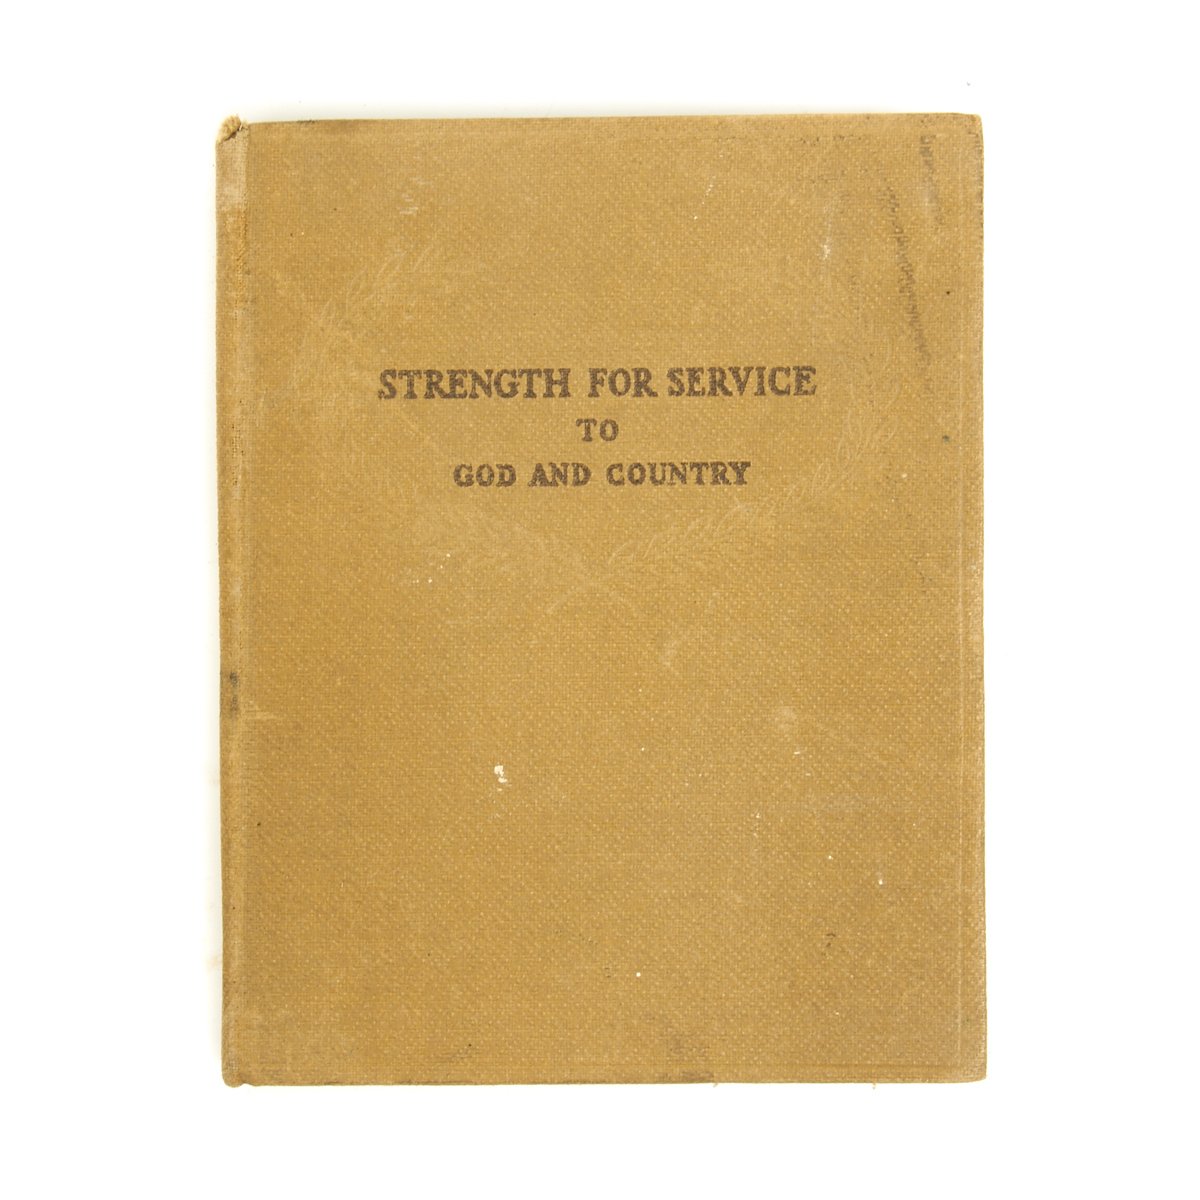 STRENGTH FOR SERVICE
TO
GOD AND COUNTRY